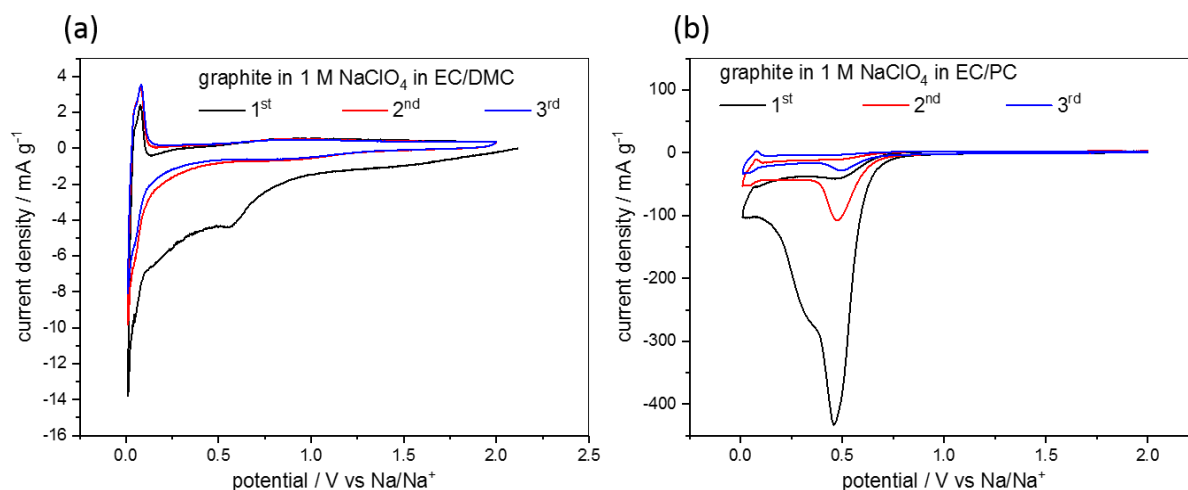 (a)
graphite in 1 M NaClO₄ in EC/DMC
1ˢᵗ 2ⁿᵈ 3ʳᵈ
4
2
0
-2
-4
-6
-8
-10
-12
-14
-16
current density / mA g⁻¹
0.0 0.5 1.0 1.5 2.0 2.5
potential / V vs Na/Na⁺
(b)
graphite in 1 M NaClO₄ in EC/PC
1ˢᵗ 2ⁿᵈ 3ʳᵈ
100
0
-100
-200
-300
-400
current density / mA g⁻¹
0.0 0.5 1.0 1.5 2.0
potential / V vs Na/Na⁺